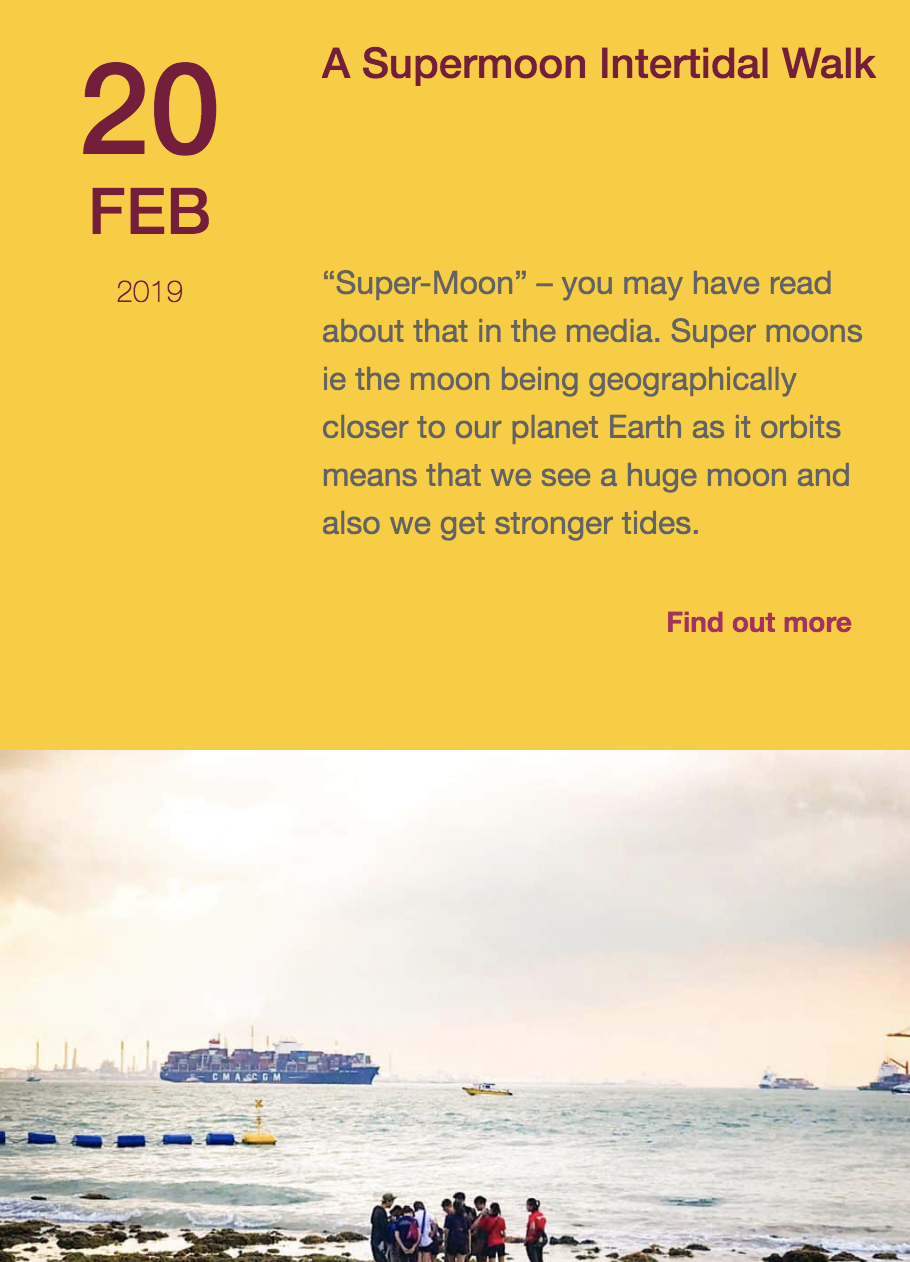 20
FEB
2019
A Supermoon Intertidal Walk
“Super-Moon” – you may have read
about that in the media. Super moons
ie the moon being geographically
closer to our planet Earth as it orbits
means that we see a huge moon and
also we get stronger tides.
Find out more
CMA CGM